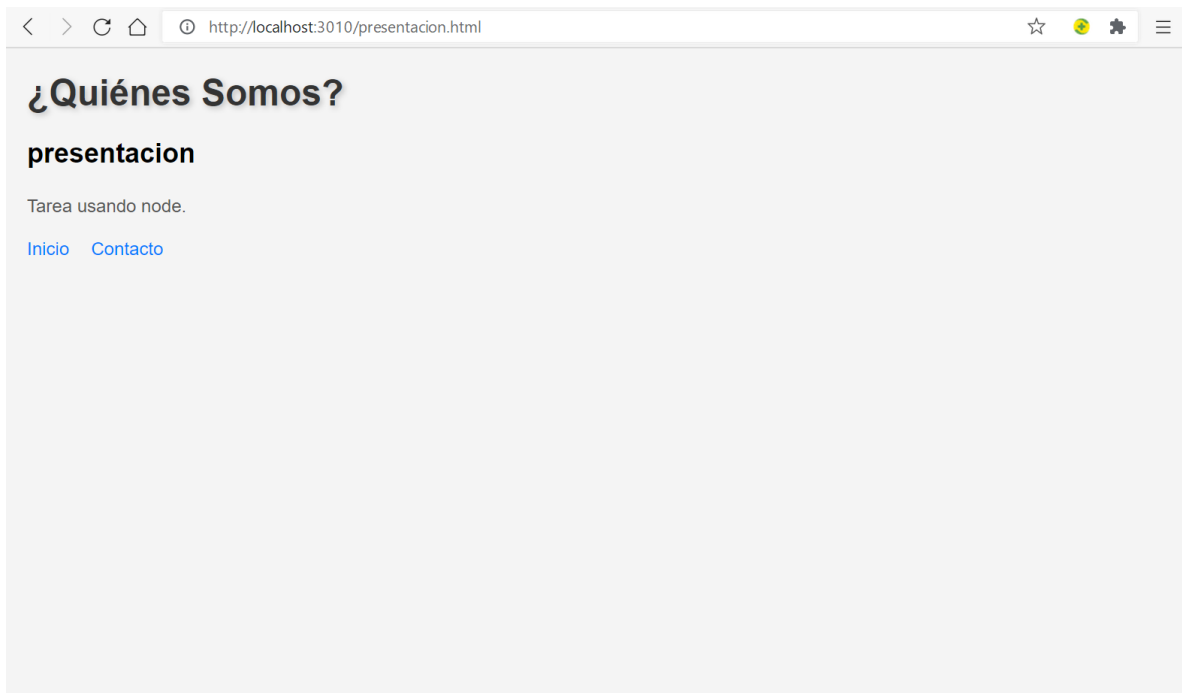 http://localhost:3010/presentacion.html
¿Quiénes Somos?
presentacion
Tarea usando node.
Inicio Contacto